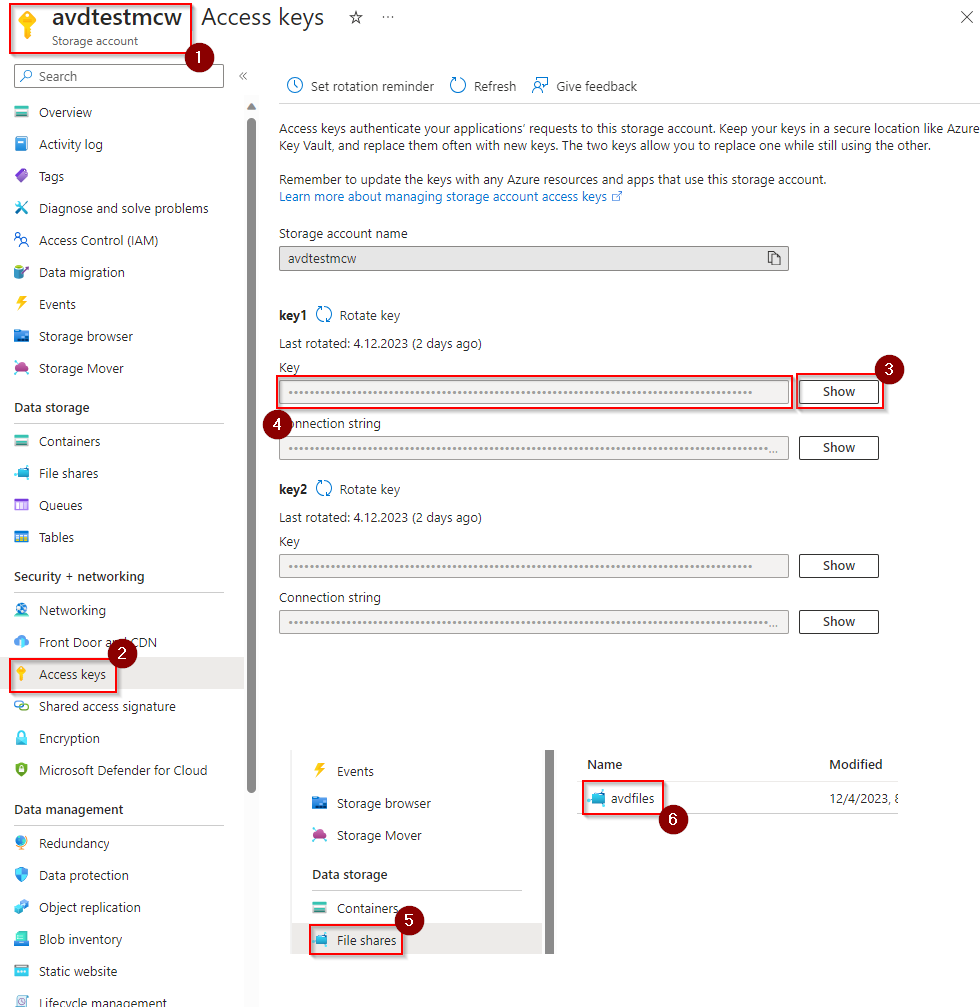 avdtestmcw Access keys ☆ ···
Storage account
1
Search
«
Overview
Activity log
Tags
Diagnose and solve problems
Access Control (IAM)
Data migration
Events
Storage browser
Storage Mover
Data storage
Containers
File shares
Queues
Tables
Security + networking
Networking
Front Door and CDN
2
Access keys
Shared access signature
Encryption
Microsoft Defender for Cloud
Data management
Redundancy
Data protection
Object replication
Blob inventory
Static website
Lifecycle management
Set rotation reminder
Refresh
Give feedback
Access keys authenticate your applications' requests to this storage account. Keep your keys in a secure location like Azure
Key Vault, and replace them often with new keys. The two keys allow you to replace one while still using the other.
Remember to update the keys with any Azure resources and apps that use this storage account.
Learn more about managing storage account access keys
Storage account name
avdtestmcw
key1 Rotate key
Last rotated: 4.12.2023 (2 days ago)
Key
3
Show
4
onnection string
Show
key2 Rotate key
Last rotated: 4.12.2023 (2 days ago)
Key
Show
Connection string
Show
Events
Storage browser
Storage Mover
Data storage
Containers
5
File shares
Name Modified
avdfiles 12/4/2023, 8
6